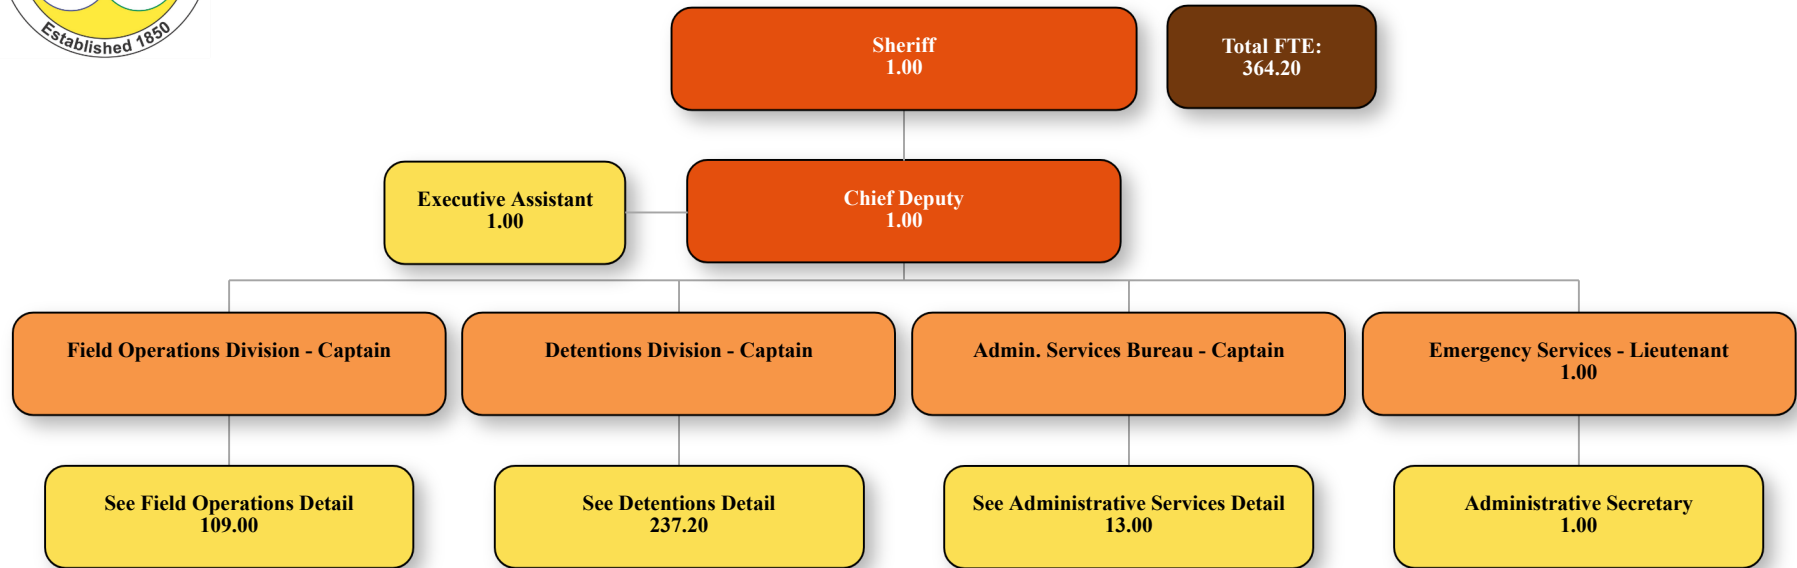 Established 1850
Sheriff
1.00
Total FTE:
364.20
Executive Assistant
1.00
Chief Deputy
1.00
Field Operations Division - Captain
Detentions Division - Captain
Admin. Services Bureau - Captain
Emergency Services - Lieutenant
1.00
See Field Operations Detail
109.00
See Detentions Detail
237.20
See Administrative Services Detail
13.00
Administrative Secretary
1.00